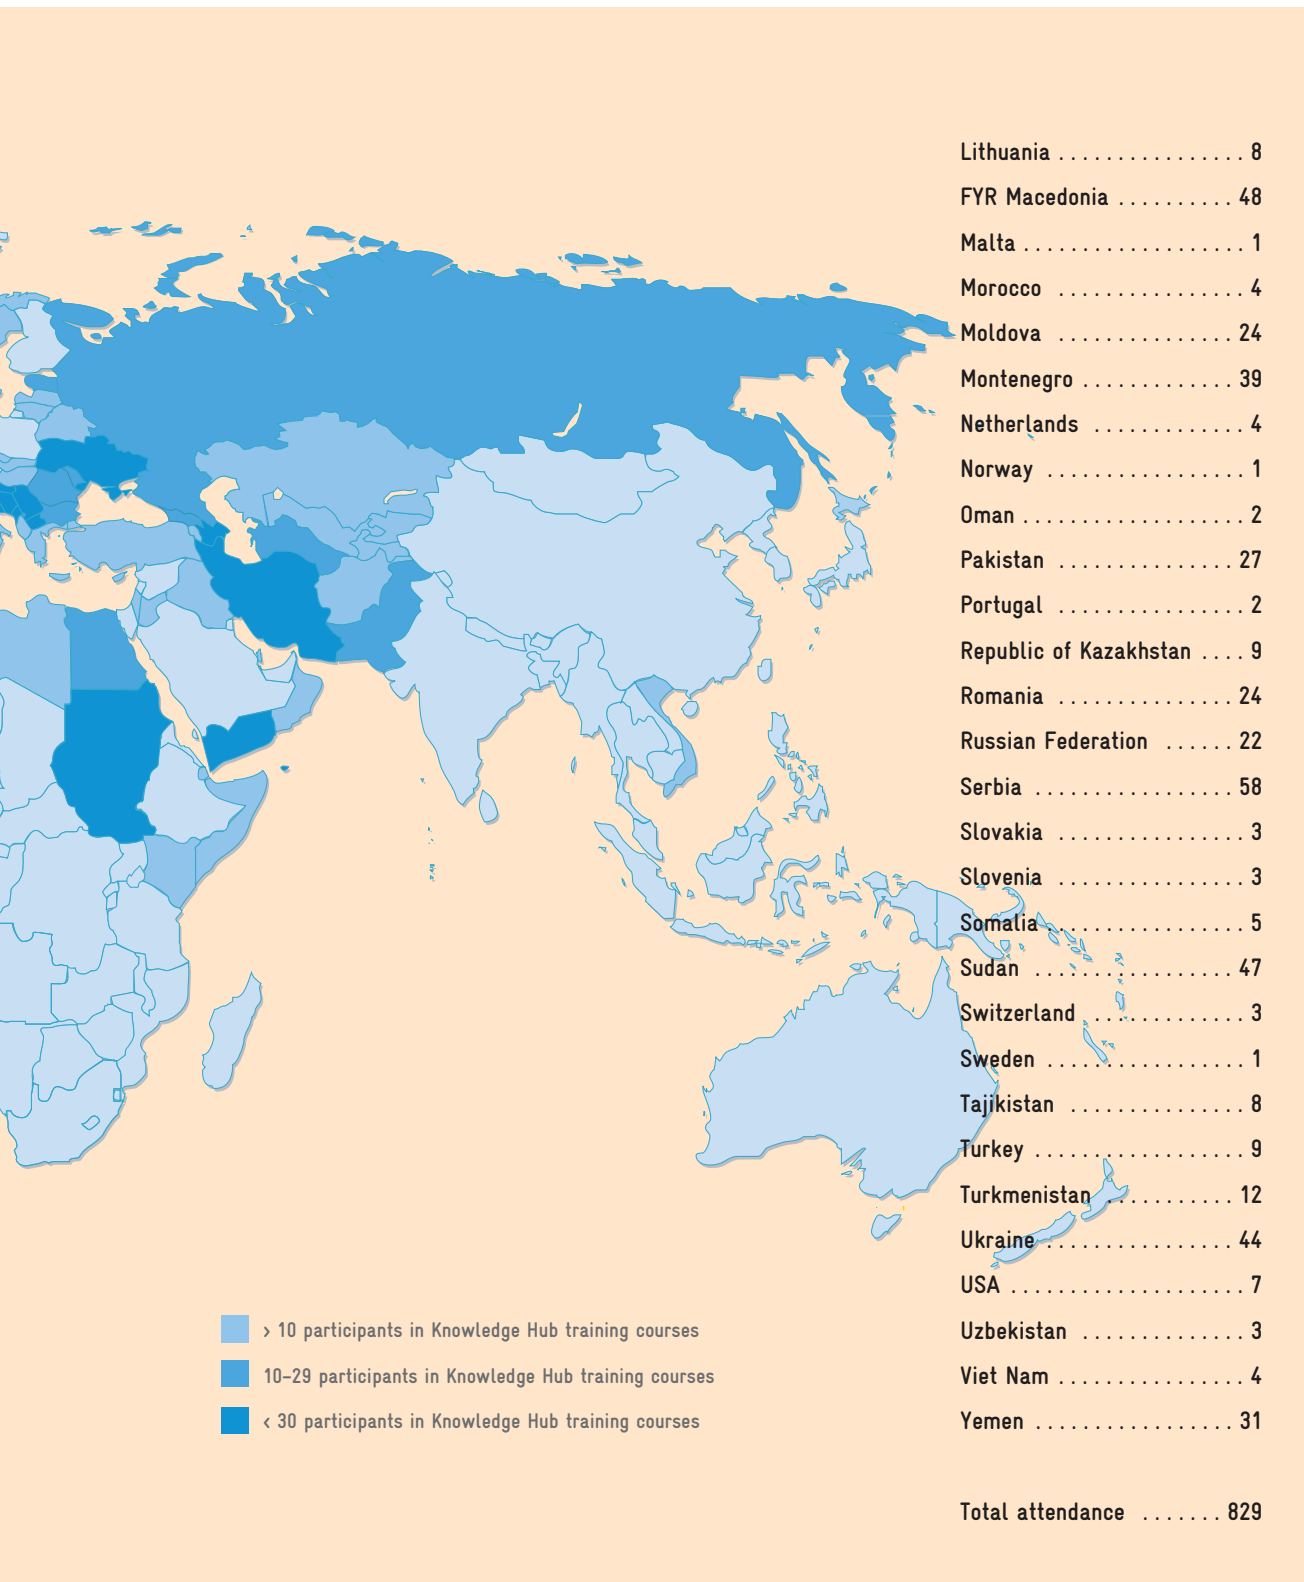 Lithuania . . . . . . . . . . . . . . . . 8
FYR Macedonia . . . . . . . . . . 48
Malta . . . . . . . . . . . . . . . . . . . 1
Morocco . . . . . . . . . . . . . . . 4
Moldova . . . . . . . . . . . . . . . 24
Montenegro . . . . . . . . . . . . . 39
Netherlands . . . . . . . . . . . . . 4
Norway . . . . . . . . . . . . . . . . . 1
Oman . . . . . . . . . . . . . . . . . . . 2
Pakistan . . . . . . . . . . . . . . . 27
Portugal . . . . . . . . . . . . . . . . 2
Republic of Kazakhstan . . . . 9
Romania . . . . . . . . . . . . . . . 24
Russian Federation . . . . . . 22
Serbia . . . . . . . . . . . . . . . . . 58
Slovakia . . . . . . . . . . . . . . . . 3
Slovenia . . . . . . . . . . . . . . . . 3
Somalia . . . . . . . . . . . . . . . . . 5
Sudan . . . . . . . . . . . . . . . . . 47
Switzerland . . . . . . . . . . . . . 3
Sweden . . . . . . . . . . . . . . . . . 1
Tajikistan . . . . . . . . . . . . . . . 8
Turkey . . . . . . . . . . . . . . . . . . 9
Turkmenistan . . . . . . . . . . . 12
Ukraine . . . . . . . . . . . . . . . . 44
USA . . . . . . . . . . . . . . . . . . . . 7
Uzbekistan . . . . . . . . . . . . . . 3
Viet Nam . . . . . . . . . . . . . . . . 4
Yemen . . . . . . . . . . . . . . . . . 31
Total attendance . . . . . . . 829
› 10 participants in Knowledge Hub training courses
10–29 participants in Knowledge Hub training courses
‹ 30 participants in Knowledge Hub training courses